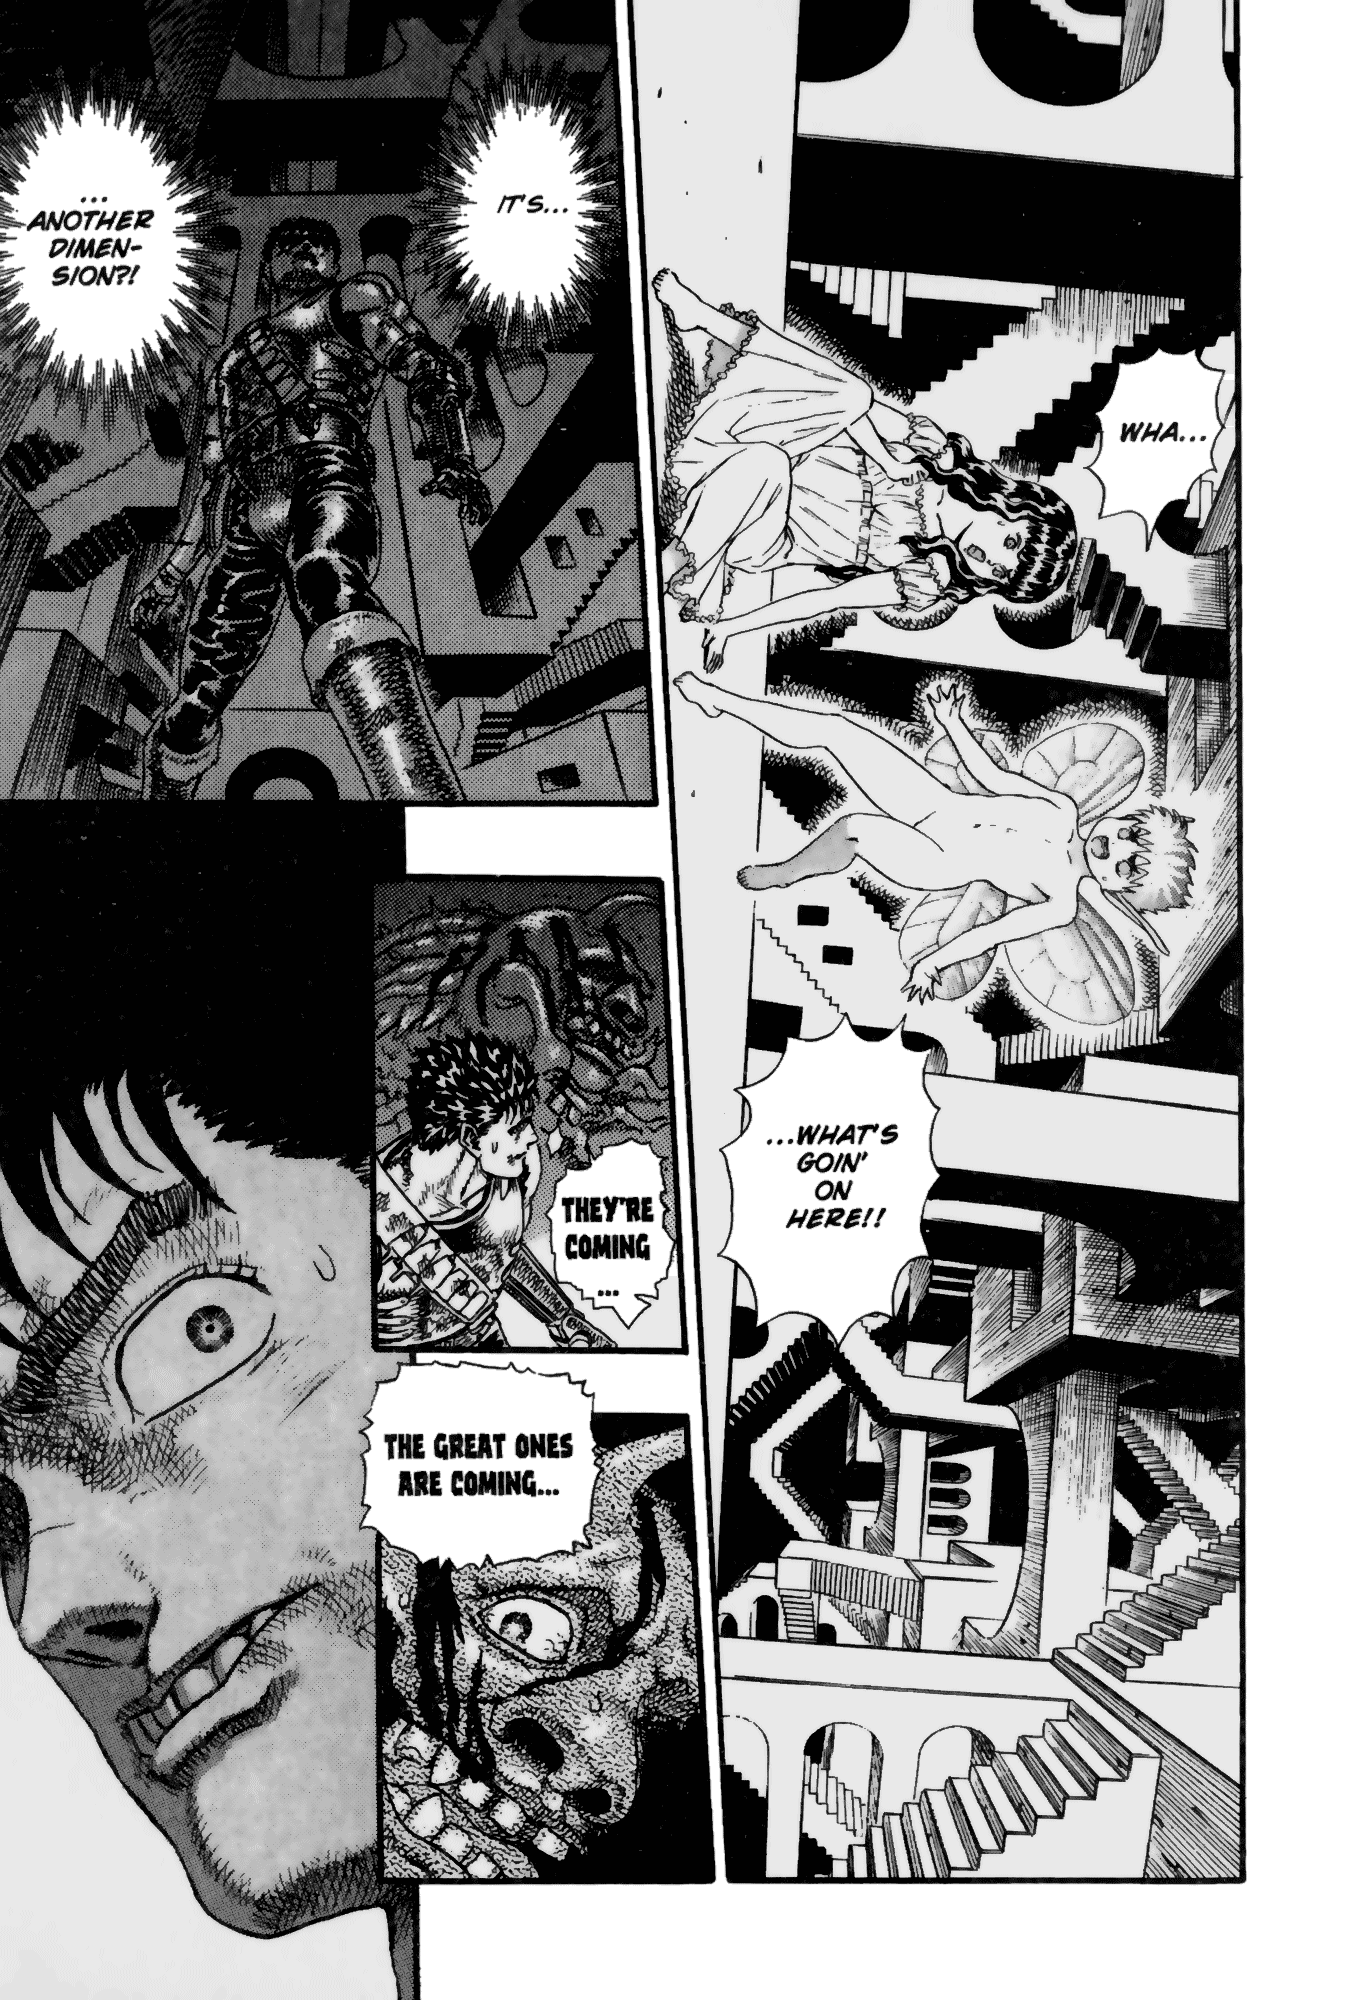 WHA...
...WHAT'S
GOIN'
ON
HERE!!
IT'S...
...
ANOTHER
DIMEN-
SION?!
THEY'RE
COMING
...
THE GREAT ONES
ARE COMING...